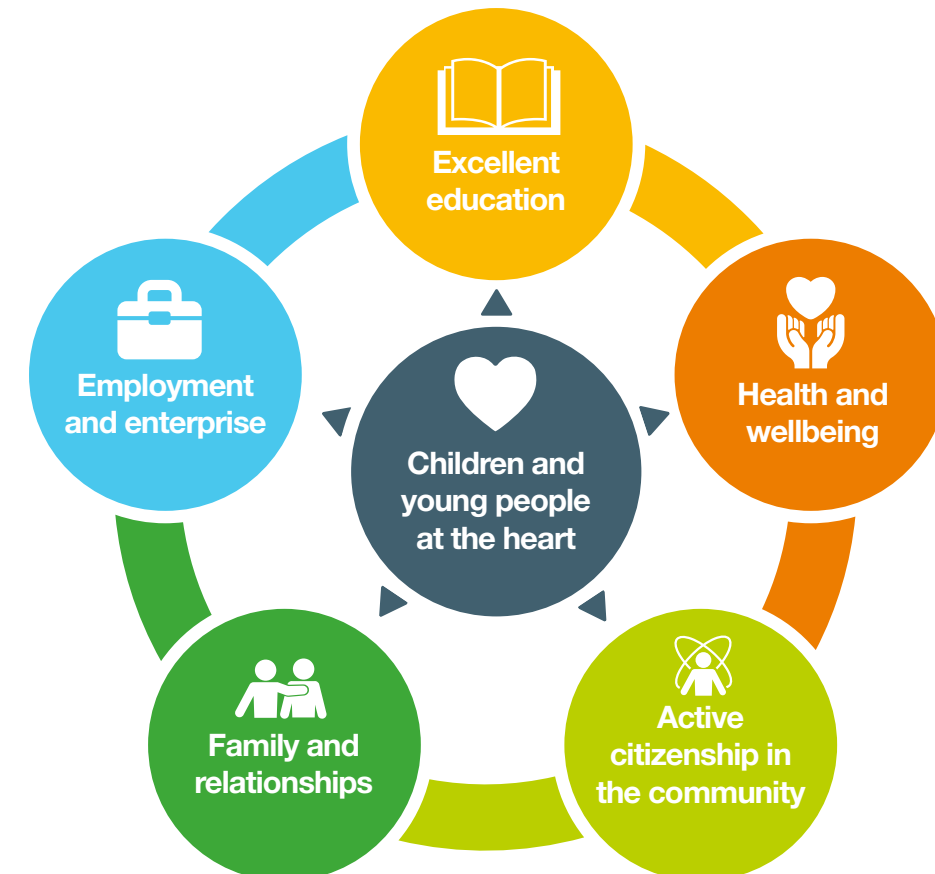 Excellent
education
Employment
and enterprise
Health and
wellbeing
Children and
young people
at the heart
Family and
relationships
Active
citizenship in
the community